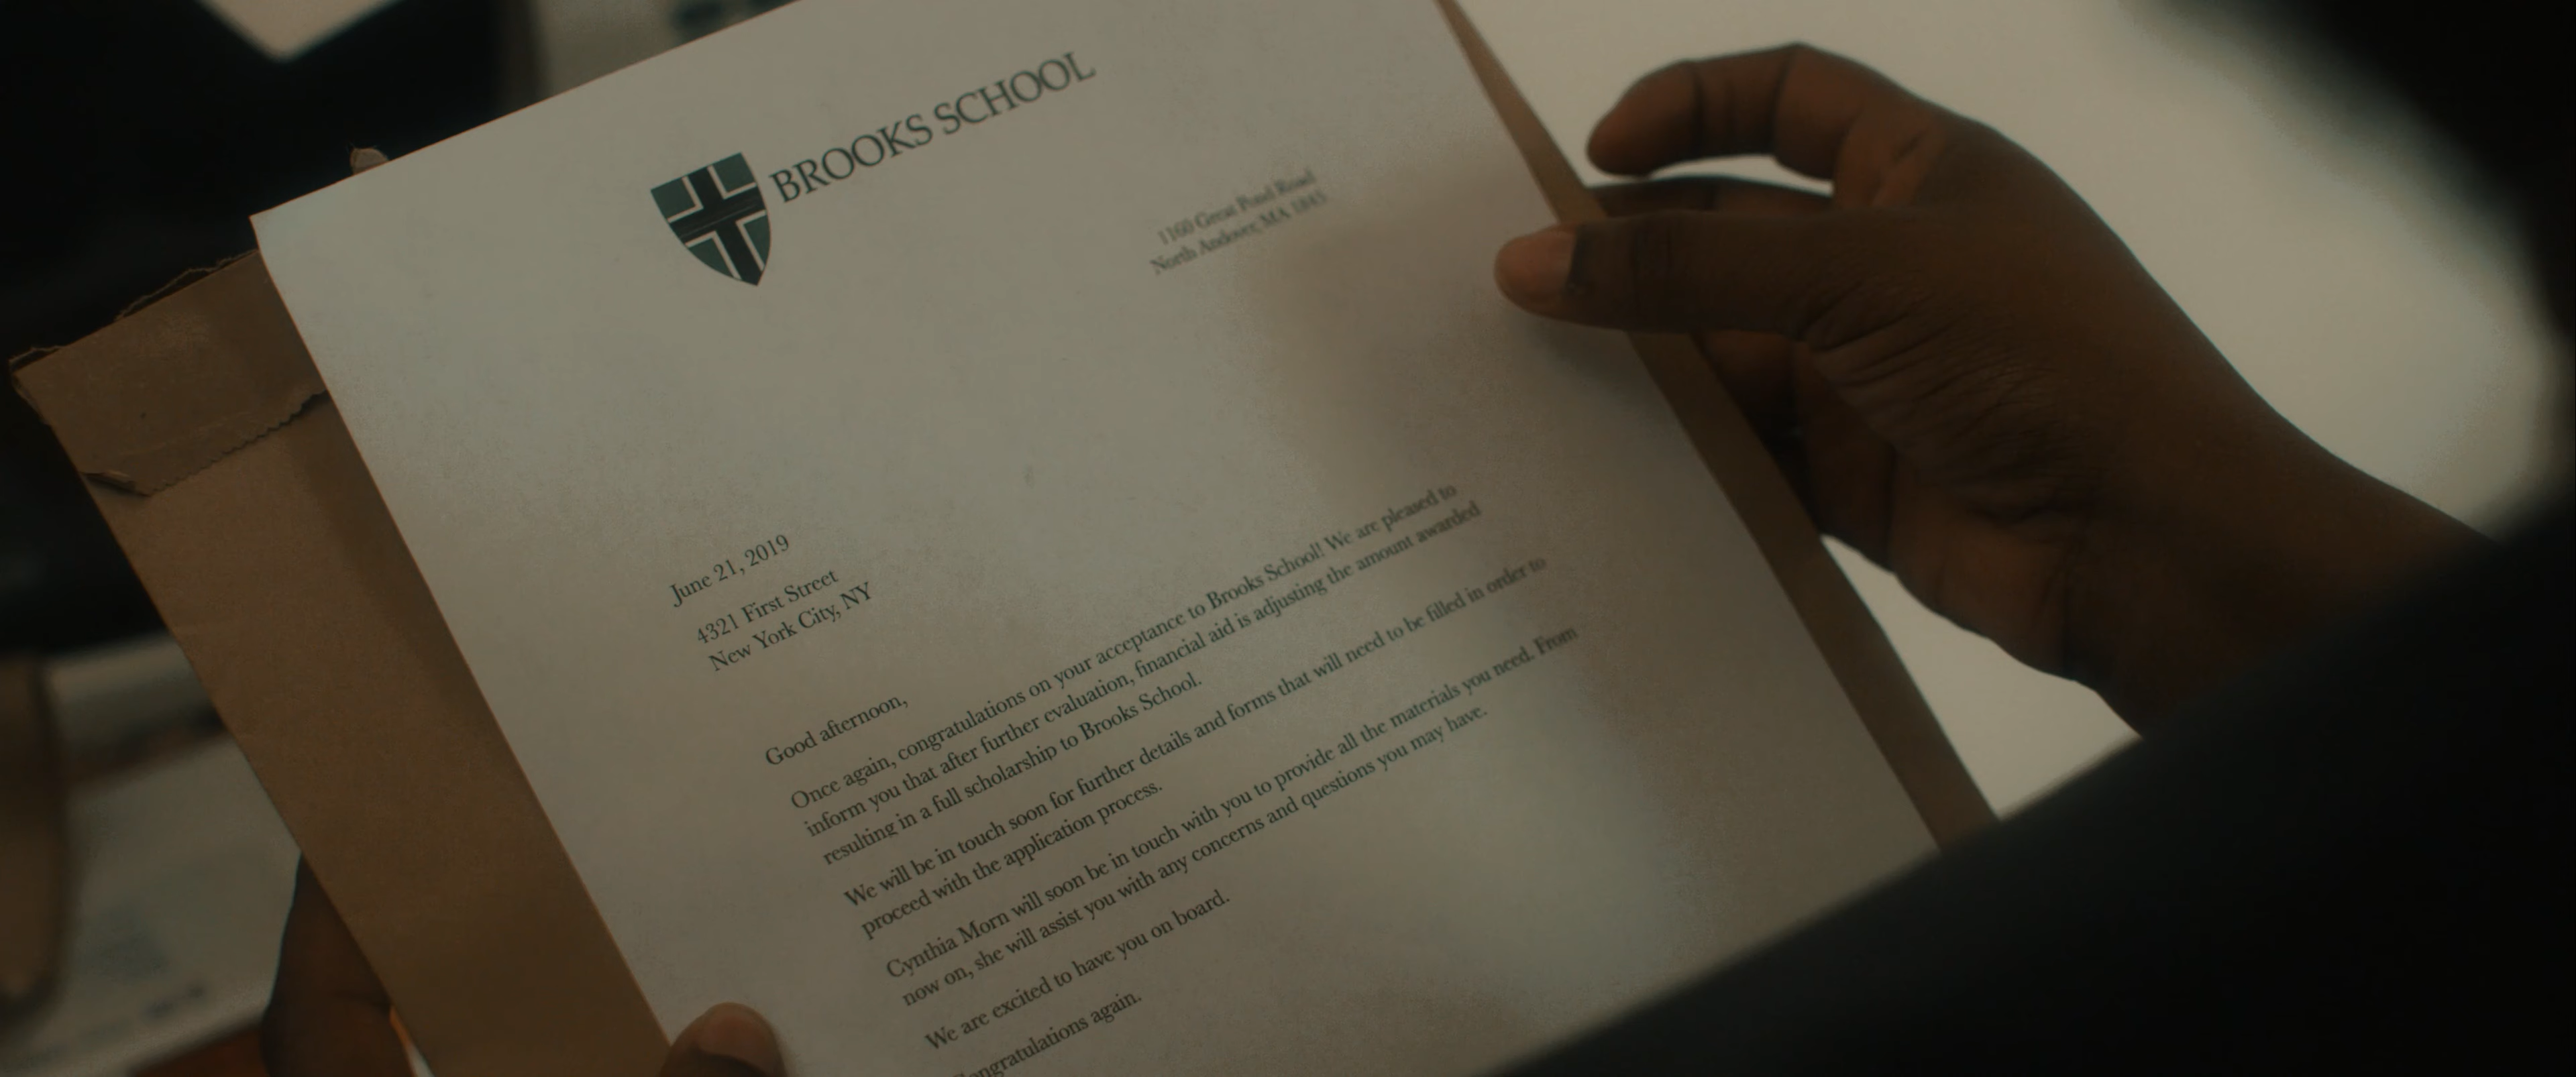 BROOKS SCHOOL
1160 Great Pond Road
North Andover, MA 1845
June 21, 2019
4321 First Street
New York City, NY
Good afternoon,
Once again, congratulations on your acceptance to Brooks School! We are pleased to
inform you that after further evaluation, financial aid is adjusting the amount awarded
resulting in a full scholarship to Brooks School.
We will be in touch soon for further details and forms that will need to be filled in order to
proceed with the application process.
Cynthia Morn will soon be in touch with you to provide all the materials you need. From
now on, she will assist you with any concerns and questions you may have.
We are excited to have you on board.
Congratulations again.